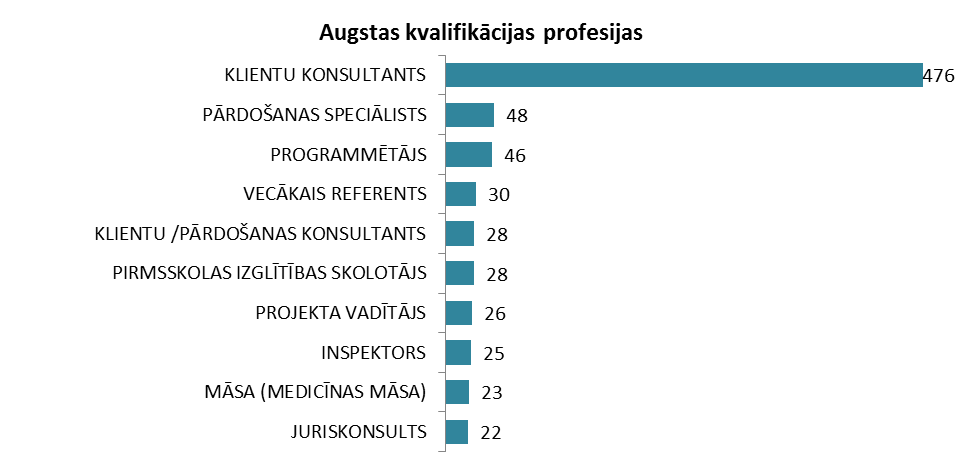 Augstas kvalifikācijas profesijas
KLIENTU KONSULTANTS 476
PĀRDOŠANAS SPECIĀLISTS 48
PROGRAMMĒTĀJS 46
VECĀKAIS REFERENTS 30
KLIENTU /PĀRDOŠANAS KONSULTANTS 28
PIRMSSKOLAS IZGLĪTĪBAS SKOLOTĀJS 28
PROJEKTA VADĪTĀJS 26
INSPEKTORS 25
MĀSA (MEDICĪNAS MĀSA) 23
JURISKONSULTS 22